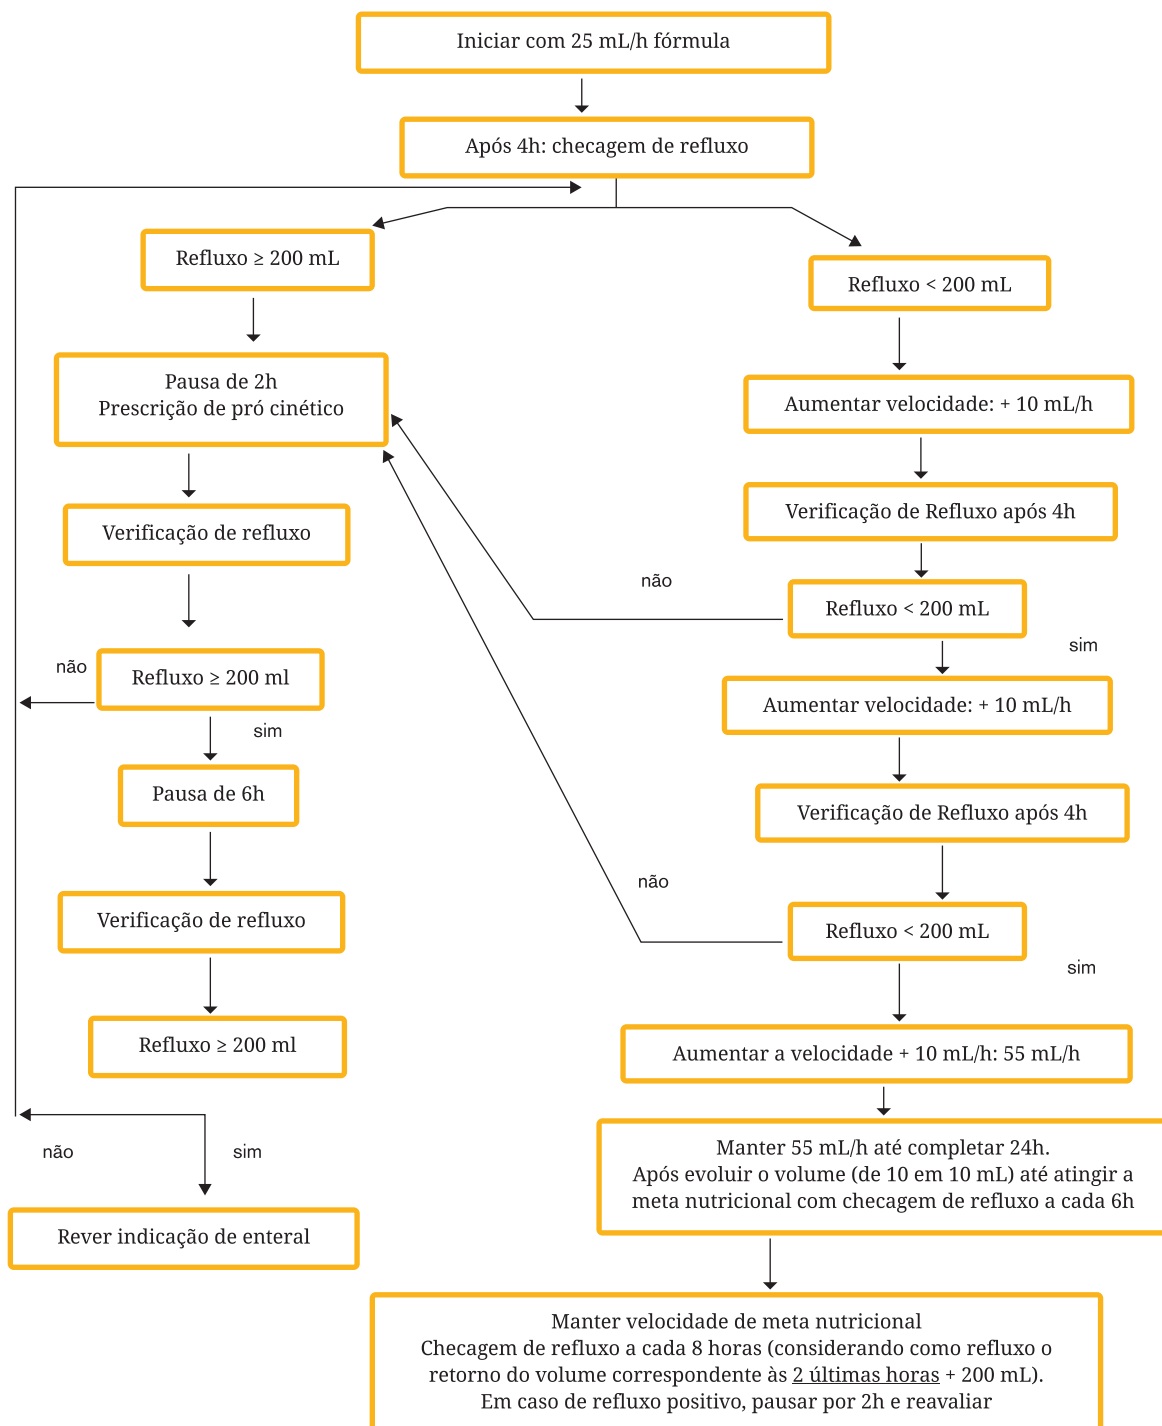 Iniciar com 25 mL/h fórmula
Após 4h: checagem de refluxo
Refluxo ≥ 200 mL
Pausa de 2h
Prescrição de pró cinético
Verificação de refluxo
não
Refluxo ≥ 200 ml
sim
Pausa de 6h
Verificação de refluxo
Refluxo ≥ 200 ml
não
sim
Rever indicação de enteral
Refluxo < 200 mL
Aumentar velocidade: + 10 mL/h
Verificação de Refluxo após 4h
não
Refluxo < 200 mL
sim
Aumentar velocidade: + 10 mL/h
Verificação de Refluxo após 4h
não
Refluxo < 200 mL
sim
Aumentar a velocidade + 10 mL/h: 55 mL/h
Manter 55 mL/h até completar 24h.
Após evoluir o volume (de 10 em 10 mL) até atingir a
meta nutricional com checagem de refluxo a cada 6h
Manter velocidade de meta nutricional
Checagem de refluxo a cada 8 horas (considerando como refluxo o
retorno do volume correspondente às 2 últimas horas + 200 mL).
Em caso de refluxo positivo, pausar por 2h e reavaliar